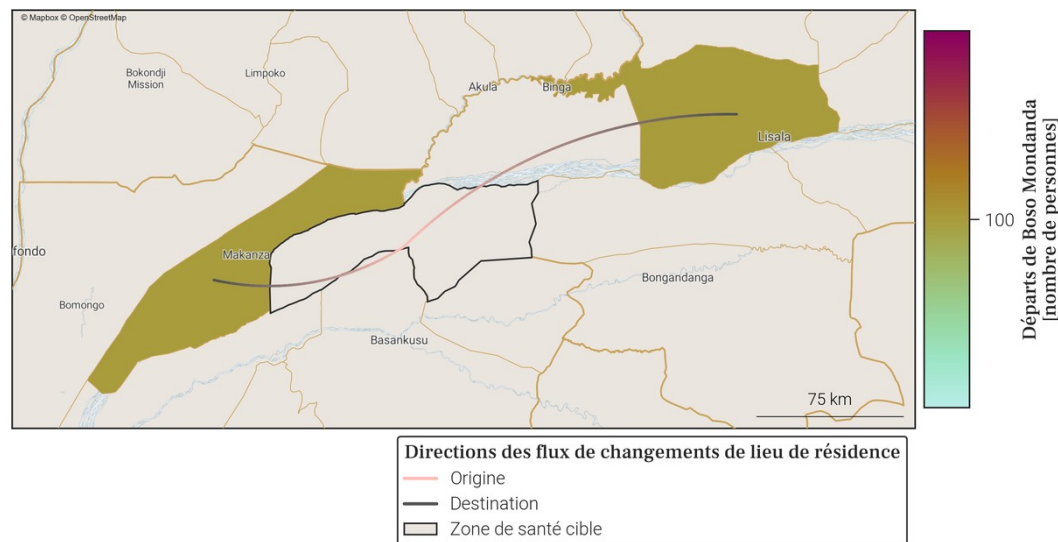 © Mapbox © OpenStreetMap
Bokondji
Mission
Limpoko
Akula
Binga
Lisala
fondo
Makanza
Bomongo
Bongandanga
Basankusu
75 km
100
Départs de Boso Mondanda
[nombre de personnes]
Directions des flux de changements de lieu de résidence
Origine
Destination
Zone de santé cible